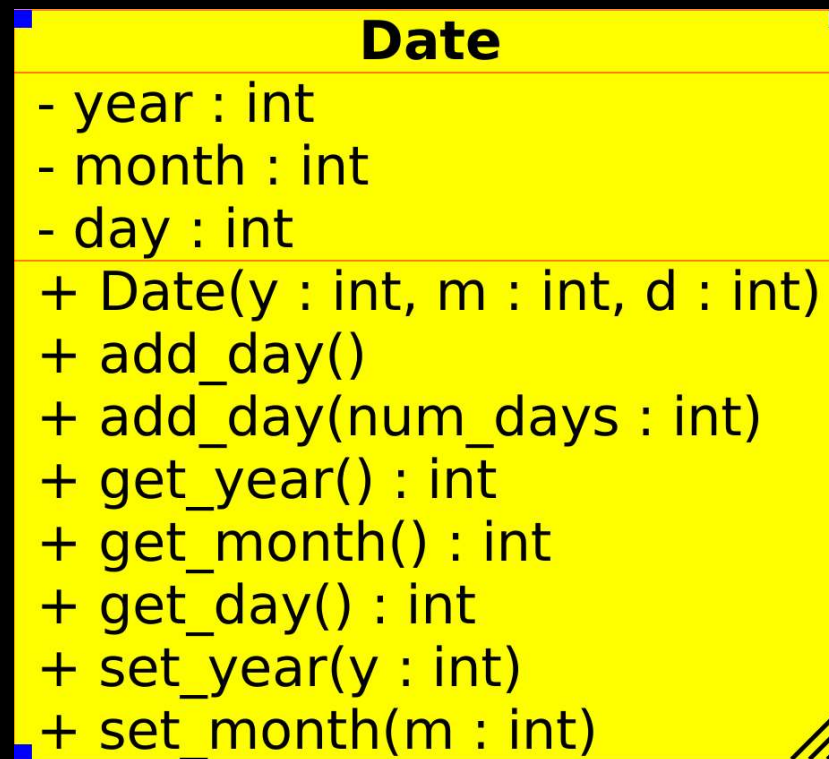 Date
- year : int
- month : int
- day : int
+ Date(y : int, m : int, d : int)
+ add_day()
+ add_day(num_days : int)
+ get_year() : int
+ get_month() : int
+ get_day() : int
+ set_year(y : int)
+ set_month(m : int)